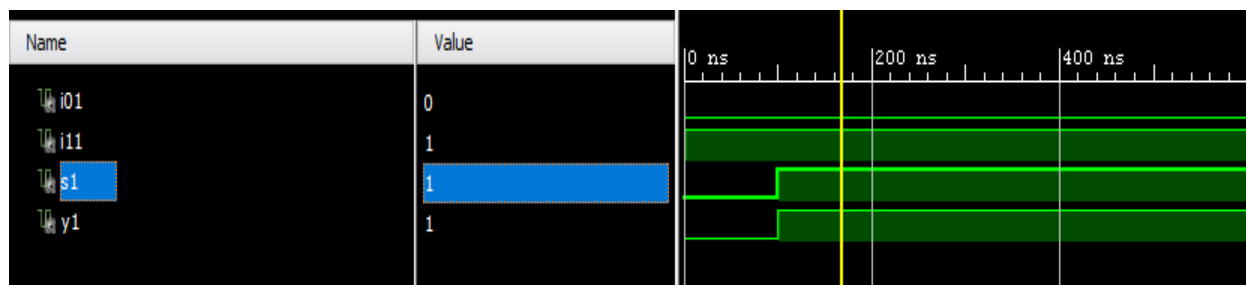 Name Value
0 ns 200 ns 400 ns
i01 0
i11 1
s1 1
y1 1